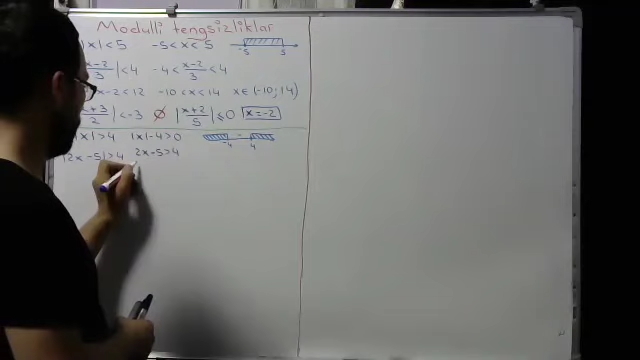 Modulli tengsizliklar
|x|<5 -5<x<5 -5 5
|x-2/3|<4 -4<x-2/3<4
x-2<12 -10<x<14 x∈(-10;14)
|x+3/2|<-3 ∅ |x+2/5|≤0 x=-2
|x|>4 |x|-4>0 -4 - 4
|2x-5|>4 2x-5>4